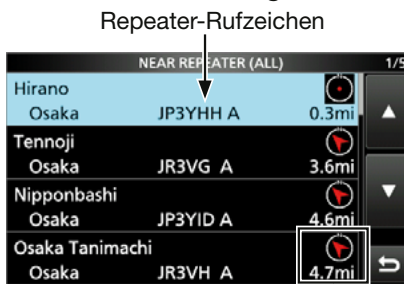 Repeater-Rufzeichen
NEAR REPEATER (ALL) 1/5
Hirano
Osaka JP3YHH A 0.3mi
Tennoji
Osaka JR3VG A 3.6mi
Nipponbashi
Osaka JP3YID A 4.6mi
Osaka Tanimachi
Osaka JR3VH A 4.7mi